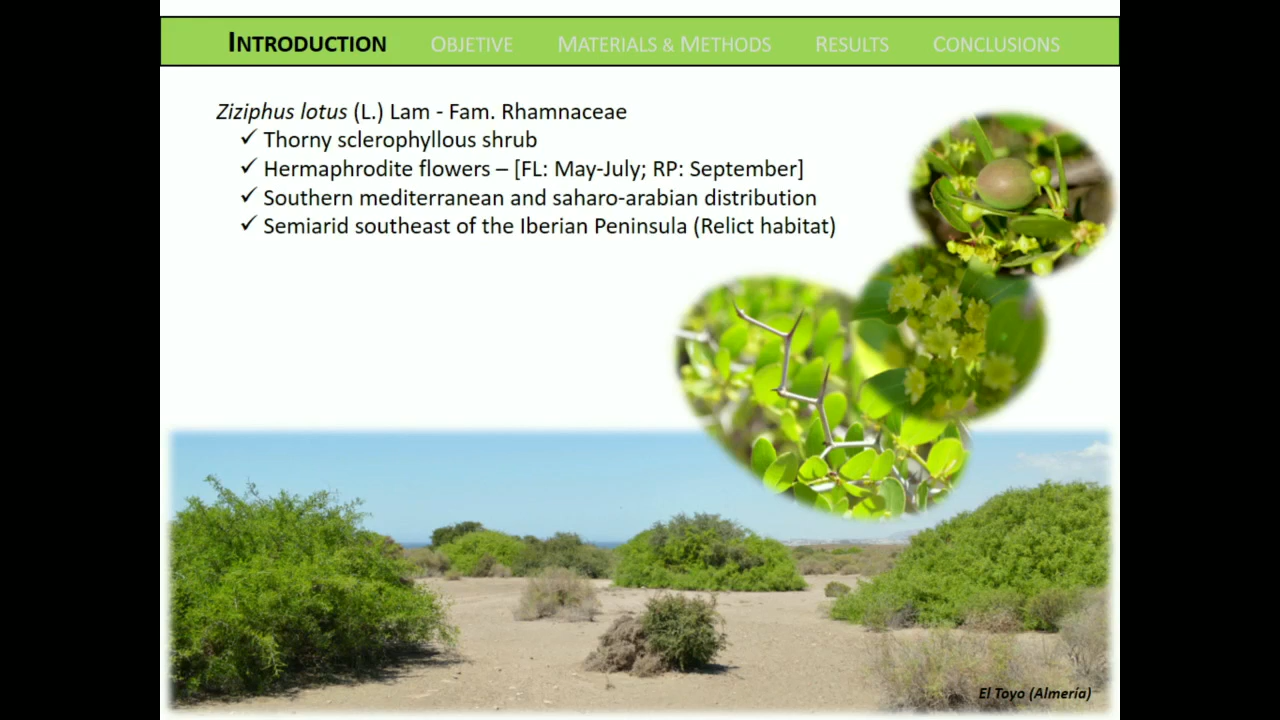 INTRODUCTION OBJETIVE MATERIALS & METHODS RESULTS CONCLUSIONS
Ziziphus lotus (L.) Lam - Fam. Rhamnaceae
✓ Thorny sclerophyllous shrub
✓ Hermaphrodite flowers – [FL: May-July; RP: September]
✓ Southern mediterranean and saharo-arabian distribution
✓ Semiarid southeast of the Iberian Peninsula (Relict habitat)
El Toyo (Almería)